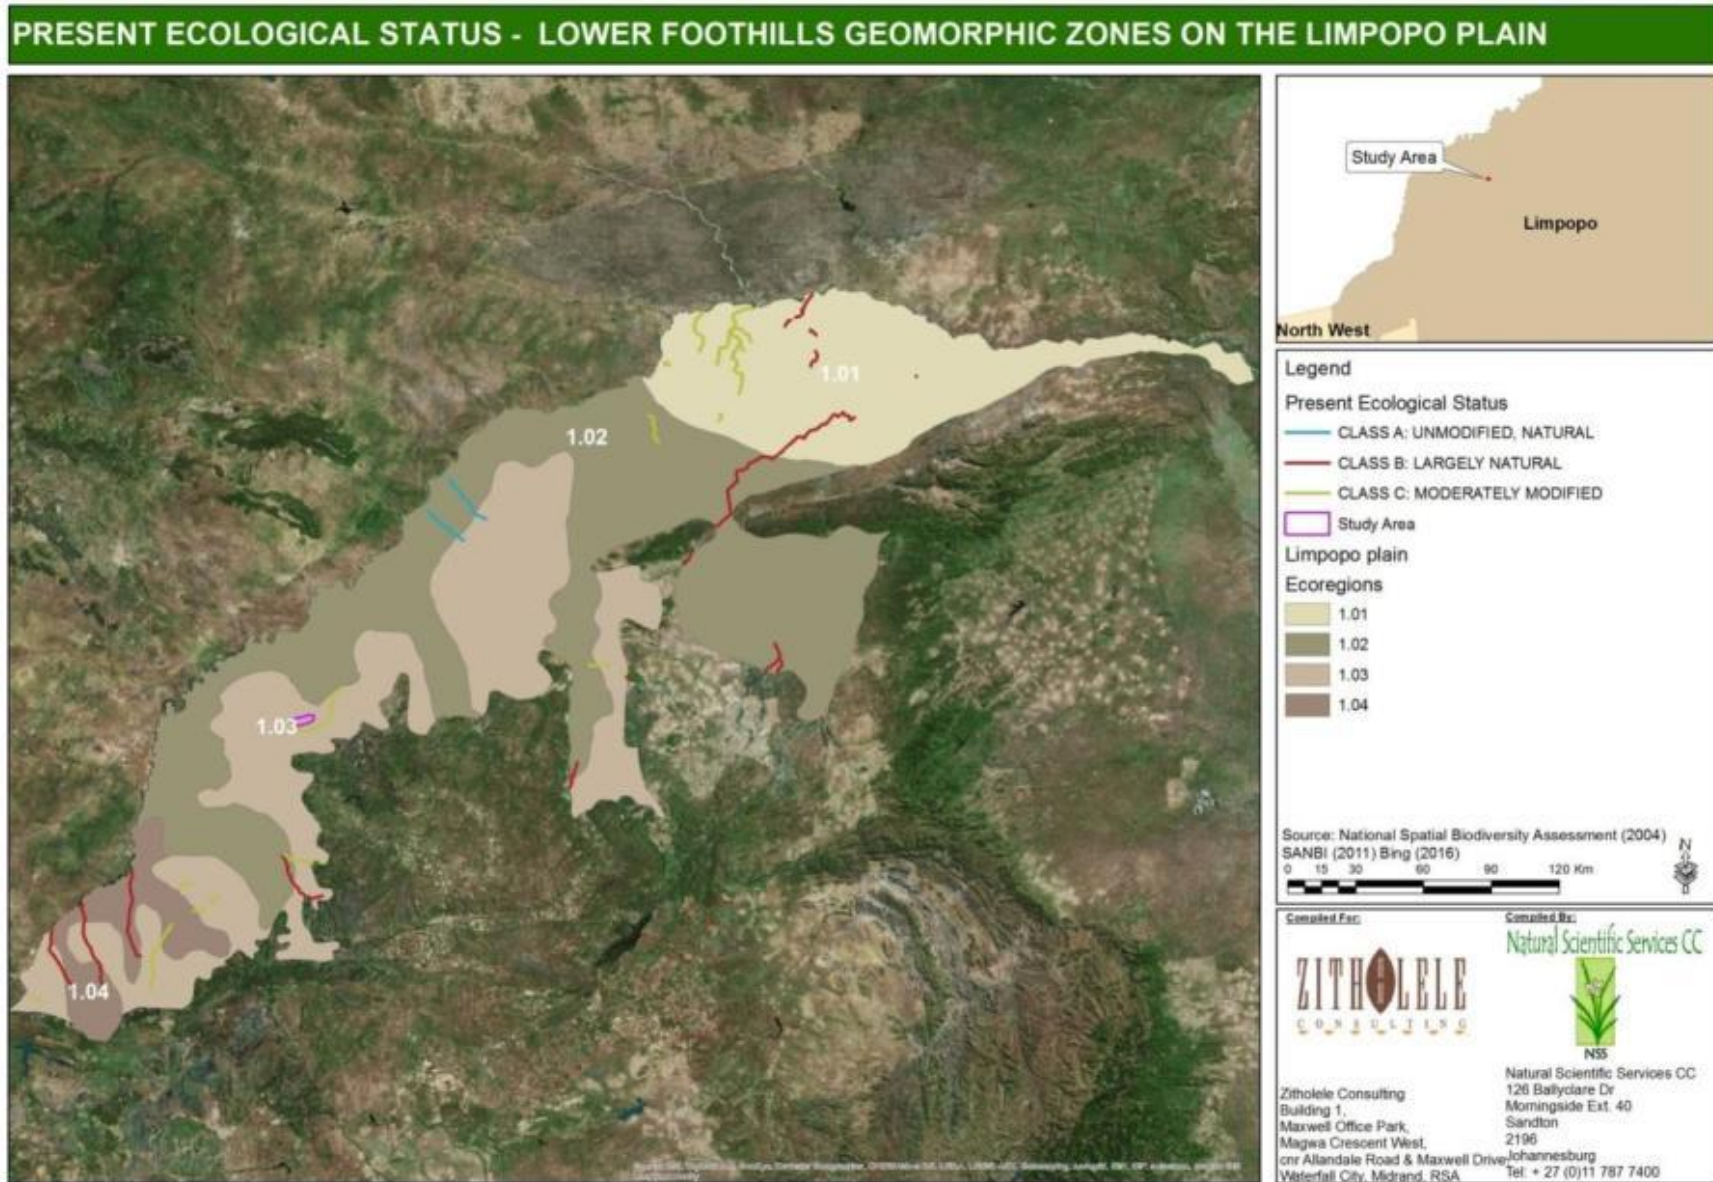 PRESENT ECOLOGICAL STATUS - LOWER FOOTHILLS GEOMORPHIC ZONES ON THE LIMPOPO PLAIN
1.01
1.02
1.03
1.04
Study Area
Limpopo
North West
Legend
Present Ecological Status
CLASS A: UNMODIFIED, NATURAL
CLASS B: LARGELY NATURAL
CLASS C: MODERATELY MODIFIED
Study Area
Limpopo plain
Ecoregions
1.01
1.02
1.03
1.04
Source: National Spatial Biodiversity Assessment (2004)
SANBI (2011) Bing (2016)
N
0 15 30 60 90 120 Km
Compiled For:
ZITHOLELE
CONSULTING
Zitholele Consulting
Building 1,
Maxwell Office Park,
Magwa Crescent West,
cnr Allandale Road & Maxwell Drive
Waterfall City, Midrand, RSA
Compiled By:
Natural Scientific Services CC
NSS
Natural Scientific Services CC
126 Ballyclare Dr
Morningside Ext. 40
Sandton
2196
Johannesburg
Tel: + 27 (0)11 787 7400